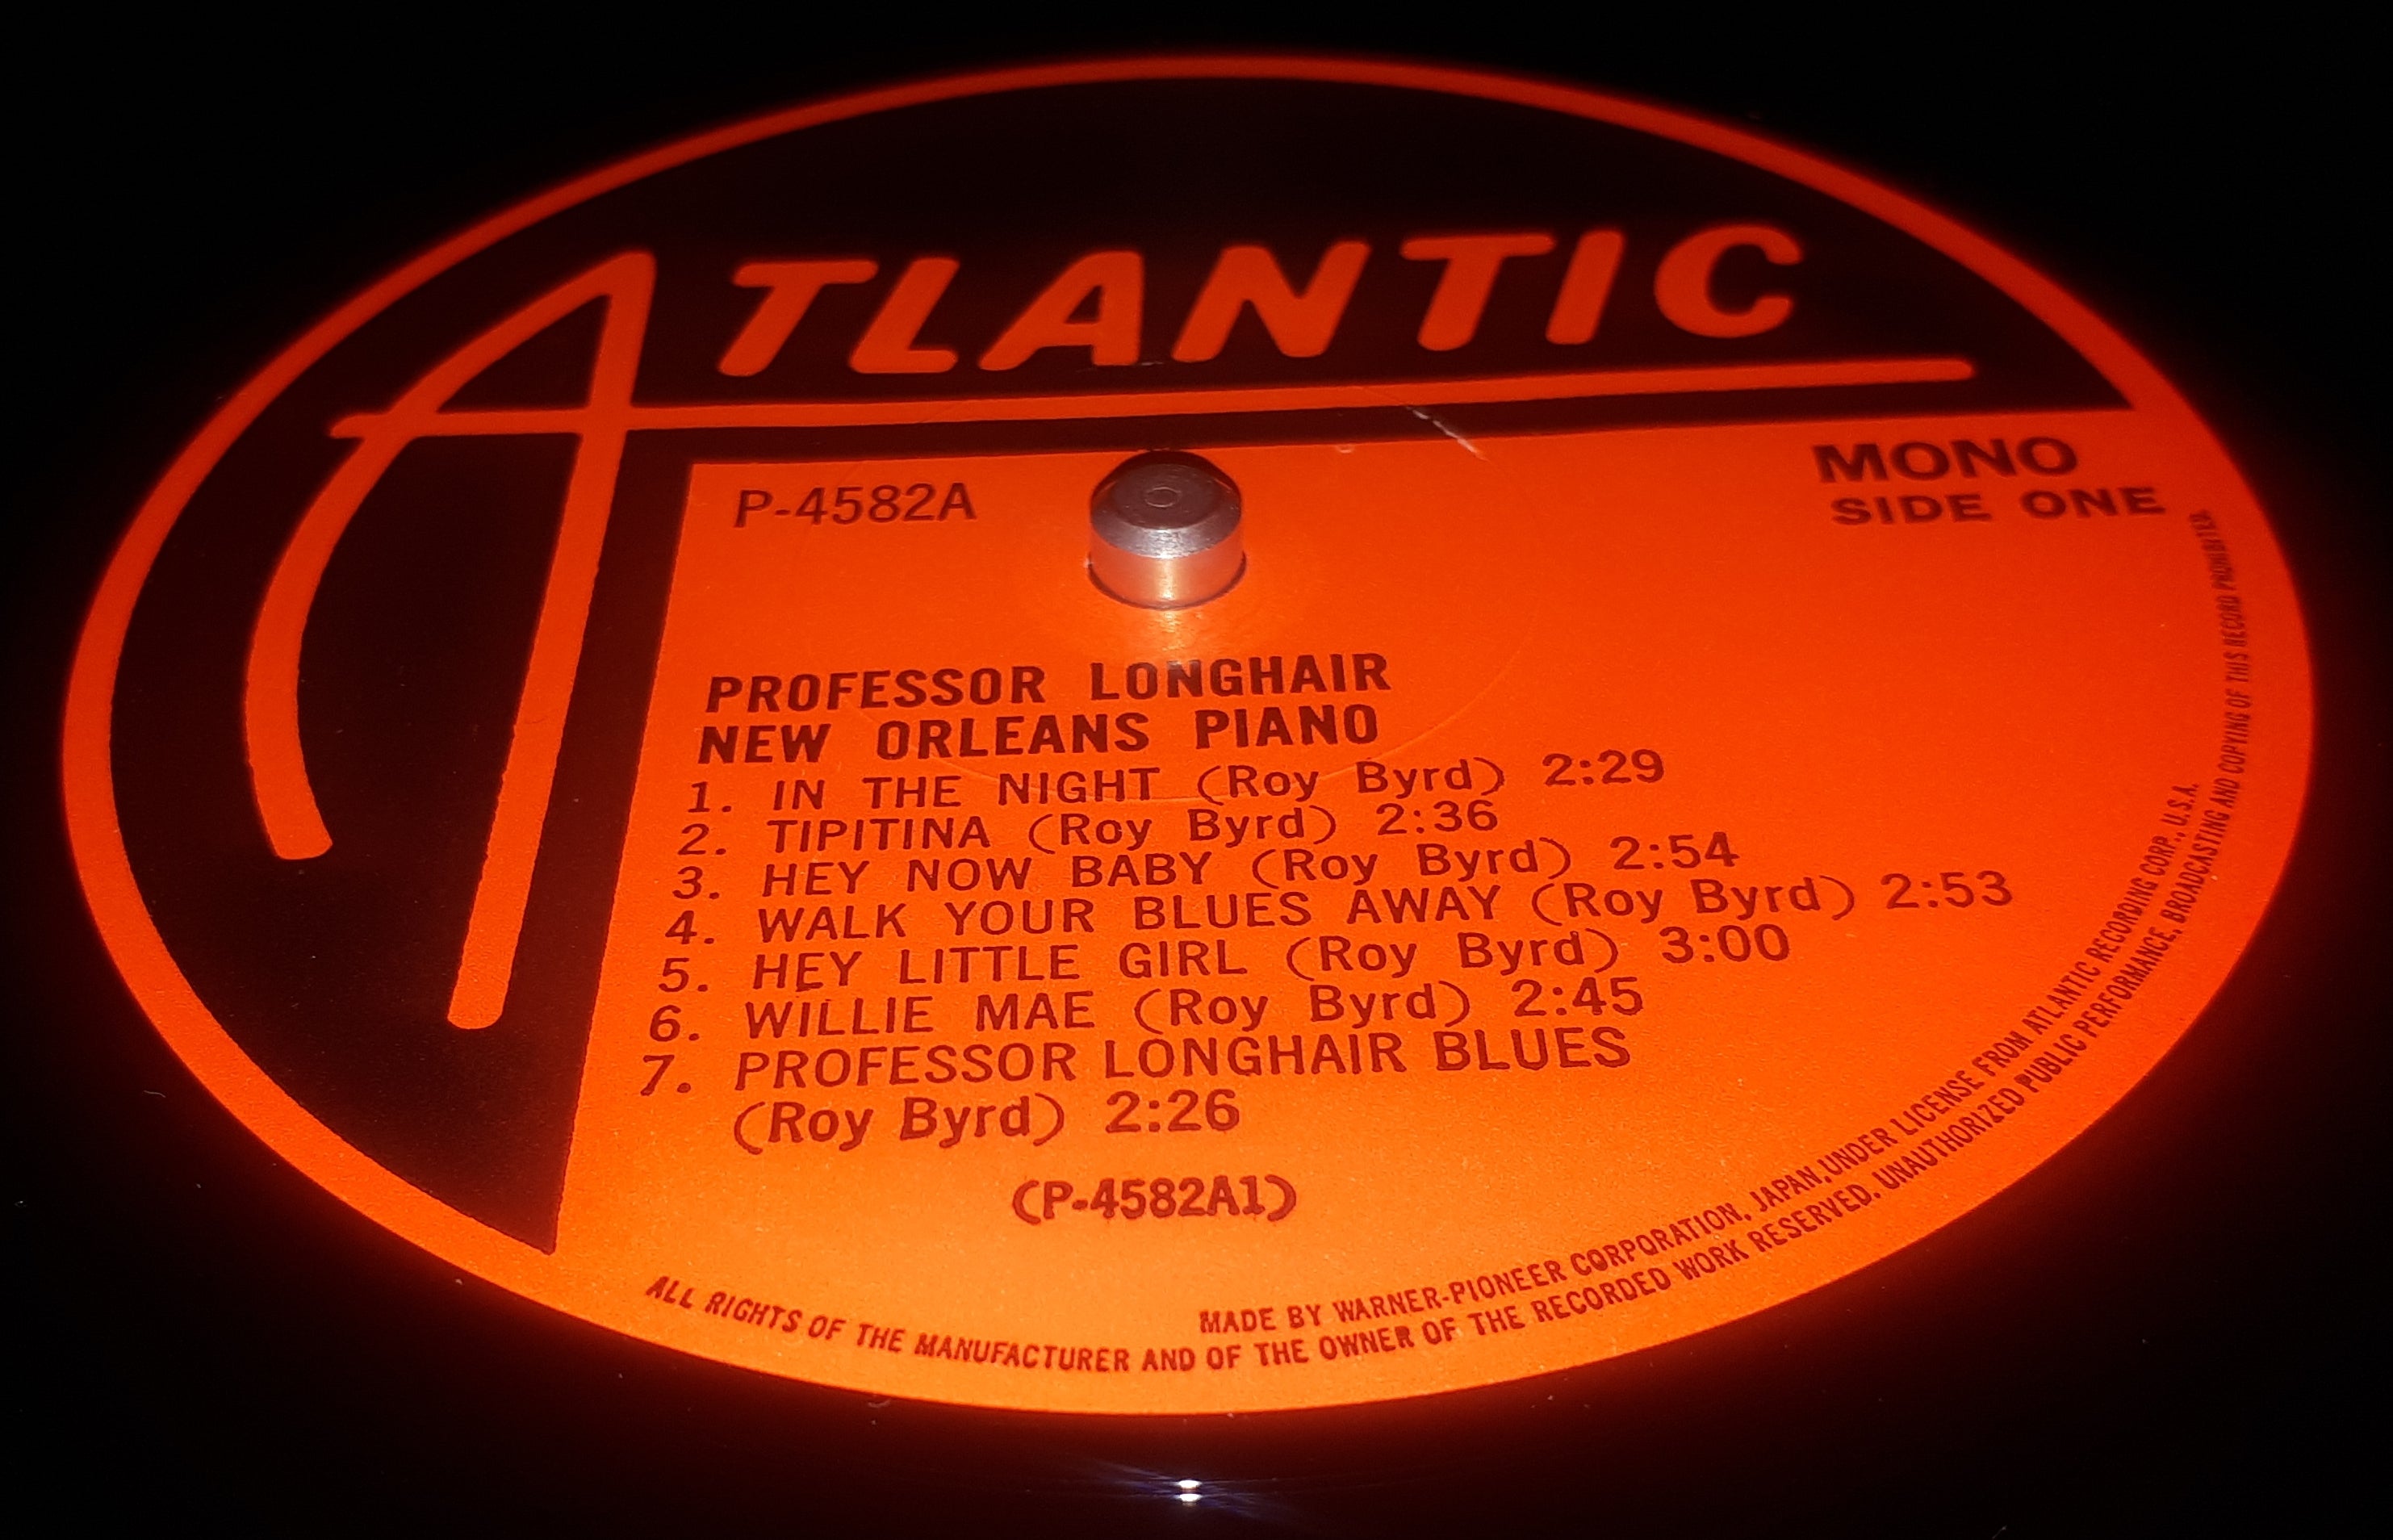 ATLANTIC
P-4582A
MONO
SIDE ONE
PROFESSOR LONGHAIR
NEW ORLEANS PIANO
1. IN THE NIGHT (Roy Byrd) 2:29
2. TIPITINA (Roy Byrd) 2:36
3. HEY NOW BABY (Roy Byrd) 2:54
4. WALK YOUR BLUES AWAY (Roy Byrd) 2:53
5. HEY LITTLE GIRL (Roy Byrd) 3:00
6. WILLIE MAE (Roy Byrd) 2:45
7. PROFESSOR LONGHAIR BLUES
(Roy Byrd) 2:26
(P-4582A1)
MADE BY WARNER-PIONEER CORPORATION, JAPAN, UNDER LICENSE FROM ATLANTIC RECORDING CORP., U.S.A.
ALL RIGHTS OF THE MANUFACTURER AND OF THE OWNER OF THE RECORDED WORK RESERVED. UNAUTHORIZED PUBLIC PERFORMANCE, BROADCASTING AND COPYING OF THIS RECORD PROHIBITED.